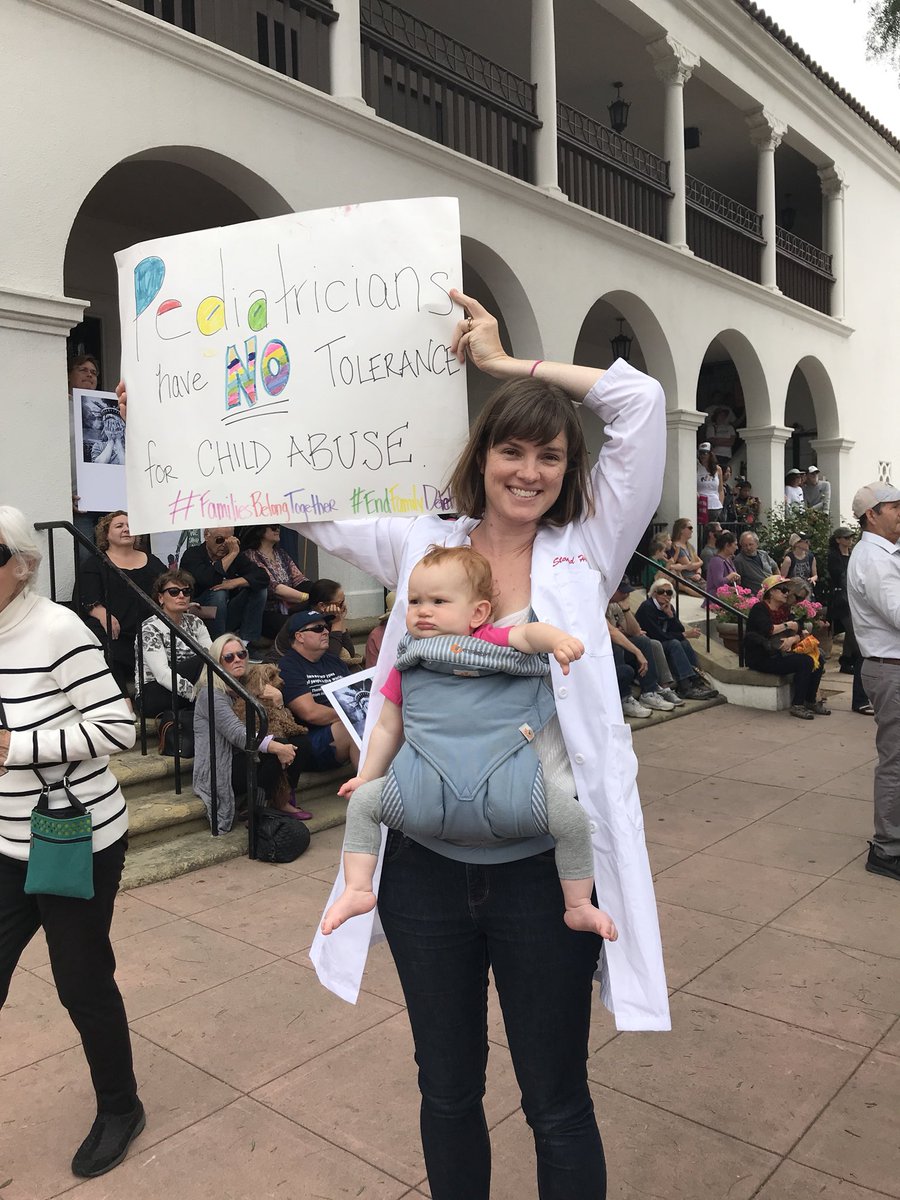 Pediatricians
have NO TOLERANCE
for CHILD ABUSE.
#FamiliesBelongTogether #EndFamily